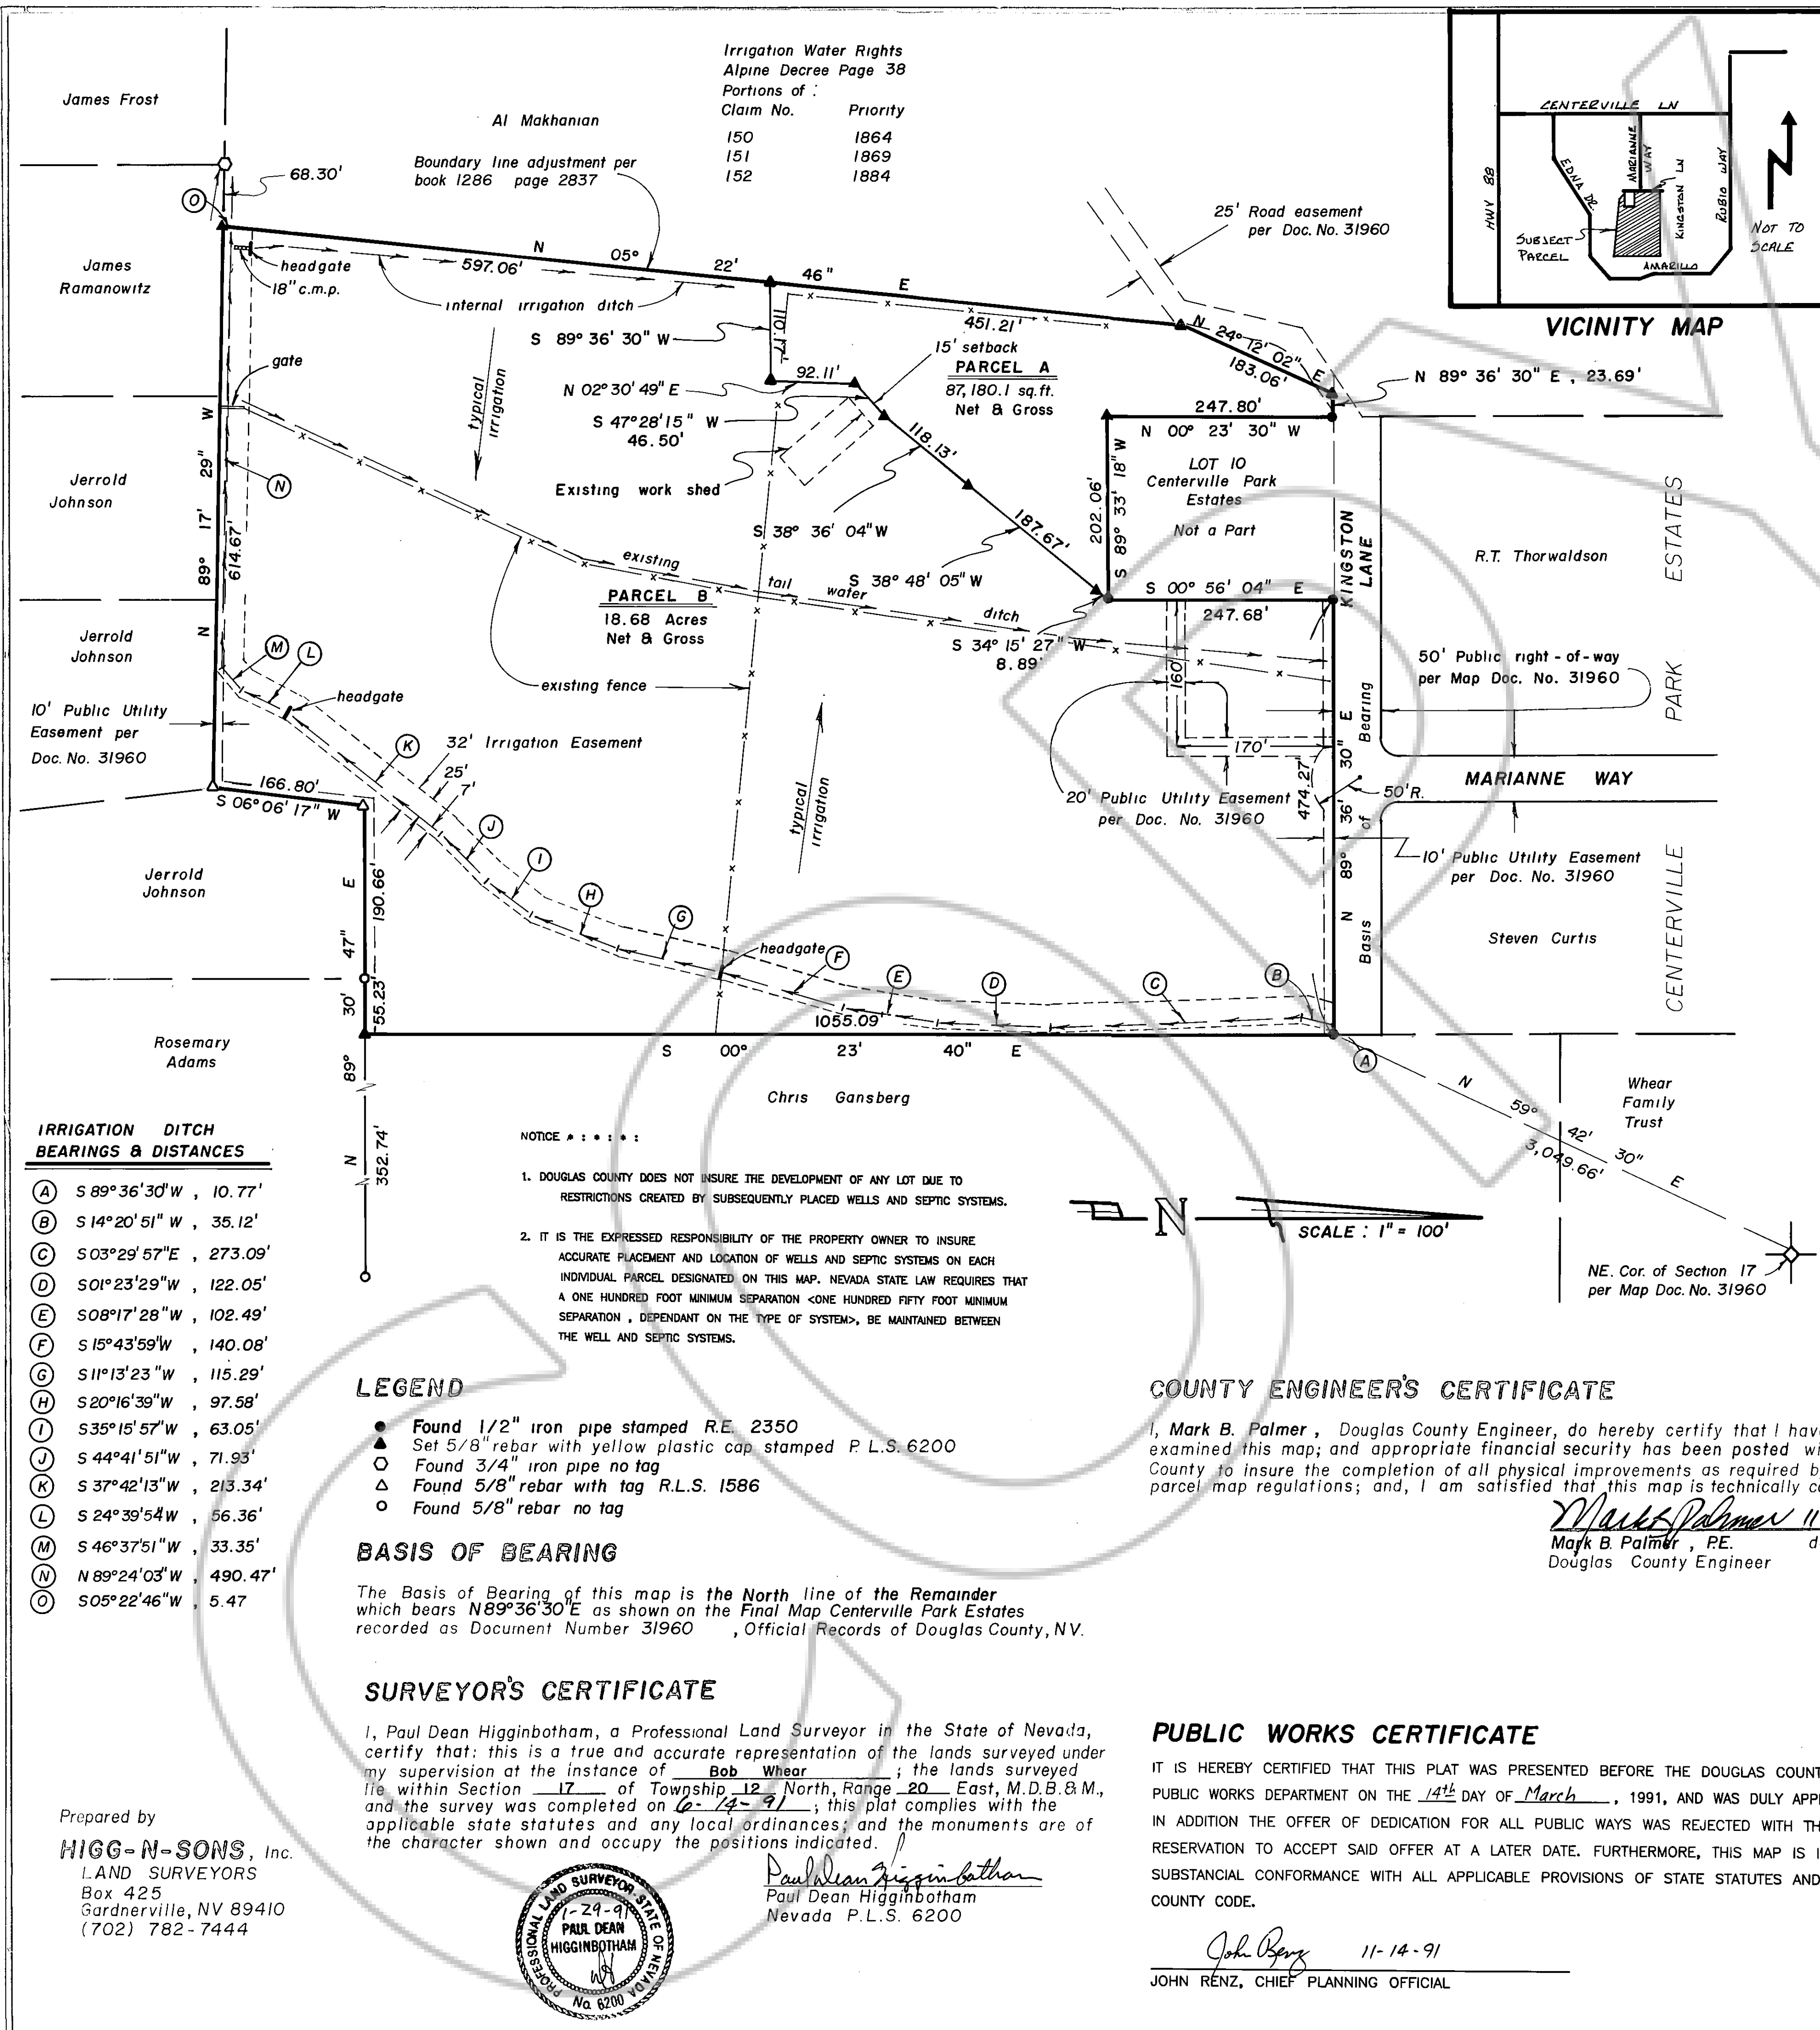 Irrigation Water Rights
Alpine Decree Page 38
Portions of :
Claim No. Priority
150 1864
151 1869
152 1884
James Frost
Al Makhanian
Boundary line adjustment per
book 1286 page 2837
68.30'
O
25' Road easement
per Doc. No. 31960
CENTERVILLE LN
HWY 88
EDNA DR.
MARIANNE
WAY
KINGSTON LN
RUBIO WAY
SUBJECT
PARCEL
AMARILLO
NOT TO
SCALE
VICINITY MAP
James
Ramanowitz
headgate
18" c.m.p.
N 05° 22' 46" E
597.06'
internal irrigation ditch
451.21'
S 89° 36' 30" W
110.17'
15' setback
PARCEL A
87,180.1 sq.ft.
Net & Gross
N 24° 12' 02" E
183.06'
N 89° 36' 30" E , 23.69'
gate
typical
irrigation
92.11'
N 02° 30' 49" E
S 47° 28' 15" W
46.50'
118.13'
247.80'
N 00° 23' 30" W
LOT 10
Centerville Park
Estates
Not a Part
202.06'
S 89° 33' 18" W
Jerrold
Johnson
N 89° 17' 29" W
614.67'
N
Existing work shed
S 38° 36' 04" W
187.67'
KINGSTON
LANE
R.T. Thorwaldson
CENTERVILLE PARK ESTATES
existing tail water ditch
S 38° 48' 05" W
S 00° 56' 04" E
247.68'
PARCEL B
18.68 Acres
Net & Gross
S 34° 15' 27" W
8.89'
Jerrold
Johnson
M
L
headgate
existing fence
160'
50' Public right-of-way
per Map Doc. No. 31960
10' Public Utility
Easement per
Doc. No. 31960
K
32' Irrigation Easement
25'
7'
typical
irrigation
170'
N 89° 36' 30" E
474.27'
Basis of Bearing
MARIANNE WAY
166.80'
S 06° 06' 17" W
20' Public Utility Easement
per Doc. No. 31960
50' R.
J
I
10' Public Utility Easement
per Doc. No. 31960
Jerrold
Johnson
N 89° 30' 47" E
190.66'
55.23'
352.74'
H
G
headgate
F
E
D
C
B
A
Steven Curtis
1055.09'
S 00° 23' 40" E
Rosemary
Adams
Chris Gansberg
N 59° 42' 30" E
3,049.66'
Whear
Family
Trust
N
SCALE : 1" = 100'
NE. Cor. of Section 17
per Map Doc. No. 31960
IRRIGATION DITCH
BEARINGS & DISTANCES
A S 89° 36' 30" W , 10.77'
B S 14° 20' 51" W , 35.12'
C S 03° 29' 57" E , 273.09'
D S 01° 23' 29" W , 122.05'
E S 08° 17' 28" W , 102.49'
F S 15° 43' 59" W , 140.08'
G S 11° 13' 23" W , 115.29'
H S 20° 16' 39" W , 97.58'
I S 35° 15' 57" W , 63.05'
J S 44° 41' 51" W , 71.93'
K S 37° 42' 13" W , 213.34'
L S 24° 39' 54" W , 56.36'
M S 46° 37' 51" W , 33.35'
N N 89° 24' 03" W , 490.47'
O S 05° 22' 46" W , 5.47
NOTICE * : * : * :
1. DOUGLAS COUNTY DOES NOT INSURE THE DEVELOPMENT OF ANY LOT DUE TO
RESTRICTIONS CREATED BY SUBSEQUENTLY PLACED WELLS AND SEPTIC SYSTEMS.
2. IT IS THE EXPRESSED RESPONSIBILITY OF THE PROPERTY OWNER TO INSURE
ACCURATE PLACEMENT AND LOCATION OF WELLS AND SEPTIC SYSTEMS ON EACH
INDIVIDUAL PARCEL DESIGNATED ON THIS MAP. NEVADA STATE LAW REQUIRES THAT
A ONE HUNDRED FOOT MINIMUM SEPARATION <ONE HUNDRED FIFTY FOOT MINIMUM
SEPARATION , DEPENDANT ON THE TYPE OF SYSTEM>, BE MAINTAINED BETWEEN
THE WELL AND SEPTIC SYSTEMS.
LEGEND
Found 1/2" iron pipe stamped R.E. 2350
Set 5/8" rebar with yellow plastic cap stamped P.L.S. 6200
Found 3/4" iron pipe no tag
Found 5/8" rebar with tag R.L.S. 1586
Found 5/8" rebar no tag
BASIS OF BEARING
The Basis of Bearing of this map is the North line of the Remainder
which bears N89°36'30"E as shown on the Final Map Centerville Park Estates
recorded as Document Number 31960 , Official Records of Douglas County, NV.
SURVEYOR'S CERTIFICATE
I, Paul Dean Higginbotham, a Professional Land Surveyor in the State of Nevada,
certify that: this is a true and accurate representation of the lands surveyed under
my supervision at the instance of Bob Whear ; the lands surveyed
lie within Section 17 of Township 12 North, Range 20 East, M.D.B.& M.,
and the survey was completed on 6-14-91 ; this plat complies with the
applicable state statutes and any local ordinances; and the monuments are of
the character shown and occupy the positions indicated.
Paul Dean Higginbotham
Paul Dean Higginbotham
Nevada P.L.S. 6200
PROFESSIONAL LAND SURVEYOR-STATE OF NEVADA
1-29-91
PAUL DEAN
HIGGINBOTHAM
No. 6200
Prepared by
HIGG-N-SONS, Inc.
LAND SURVEYORS
Box 425
Gardnerville, NV 89410
(702) 782-7444
COUNTY ENGINEER'S CERTIFICATE
I, Mark B. Palmer , Douglas County Engineer, do hereby certify that I hav
examined this map; and appropriate financial security has been posted wi
County to insure the completion of all physical improvements as required b
parcel map regulations; and, I am satisfied that this map is technically c
Mark B Palmer 11
Mark B. Palmer , P.E. d
Douglas County Engineer
PUBLIC WORKS CERTIFICATE
IT IS HEREBY CERTIFIED THAT THIS PLAT WAS PRESENTED BEFORE THE DOUGLAS COUNT
PUBLIC WORKS DEPARTMENT ON THE 14th DAY OF March , 1991, AND WAS DULY APP
IN ADDITION THE OFFER OF DEDICATION FOR ALL PUBLIC WAYS WAS REJECTED WITH TH
RESERVATION TO ACCEPT SAID OFFER AT A LATER DATE. FURTHERMORE, THIS MAP IS I
SUBSTANCIAL CONFORMANCE WITH ALL APPLICABLE PROVISIONS OF STATE STATUTES AND
COUNTY CODE.
John Renz 11-14-91
JOHN RENZ, CHIEF PLANNING OFFICIAL